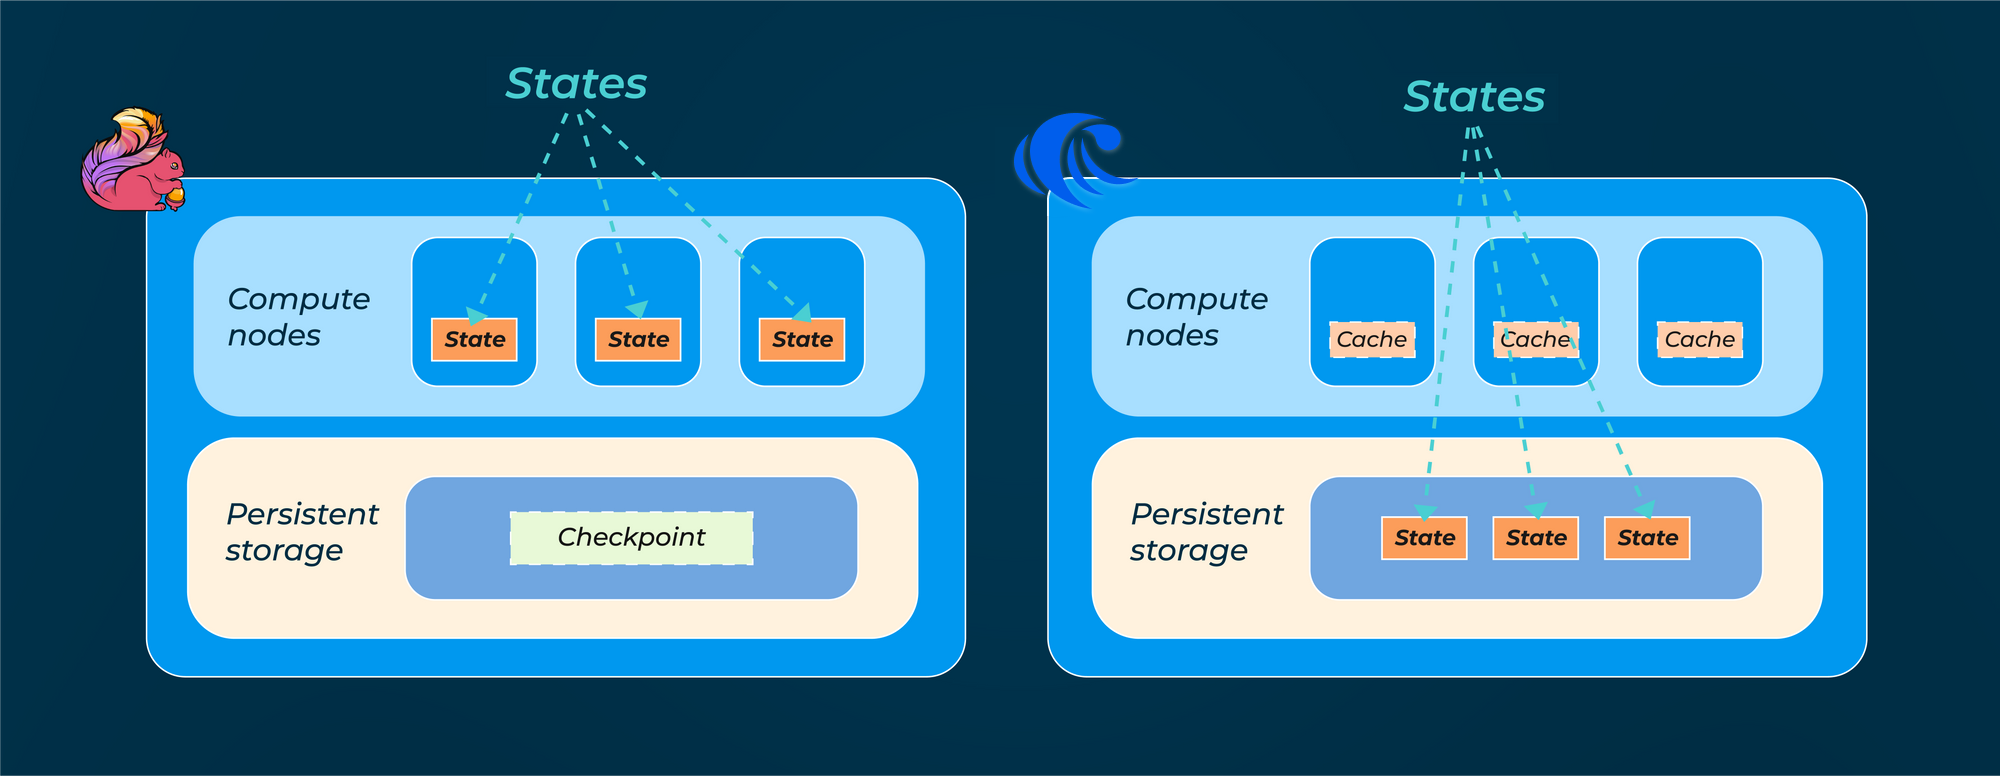 States
Compute
nodes
State
State
State
Persistent
storage
Checkpoint
States
Compute
nodes
Cache
Cache
Cache
Persistent
storage
State
State
State